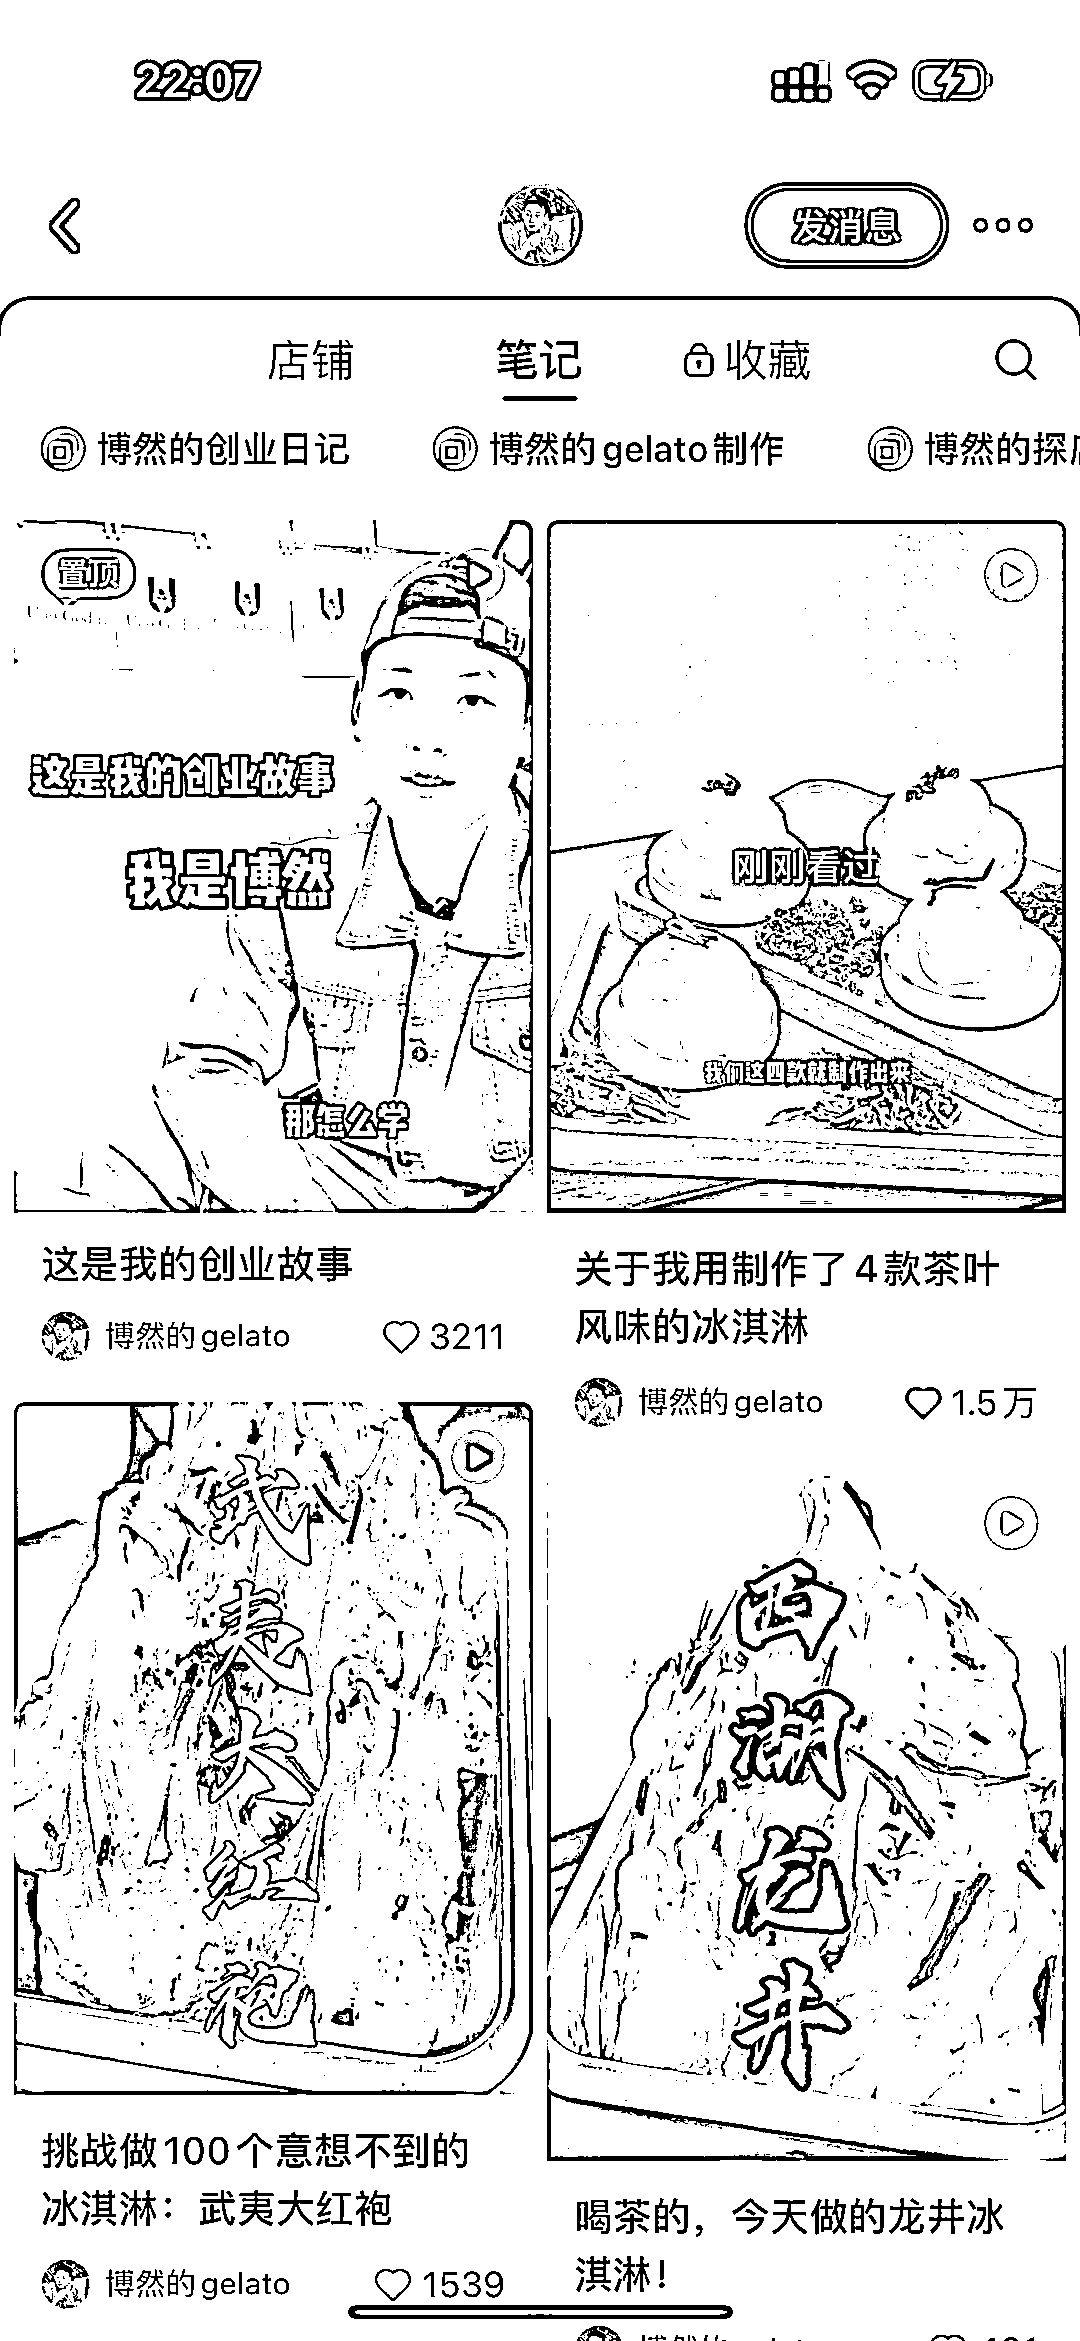 22:07
发消息
店铺
笔记
收藏
博然的创业日记
博然的gelato制作
博然的探店
置顶
这是我的创业故事
我是博然
那怎么学
刚刚看过
我们这四款就制作出来
这是我的创业故事
博然的gelato
3211
关于我用制作了4款茶叶
风味的冰淇淋
博然的gelato
1.5万
武夷大红袍
西湖龙井
挑战做100个意想不到的
冰淇淋：武夷大红袍
博然的gelato
1539
喝茶的，今天做的龙井冰
淇淋！